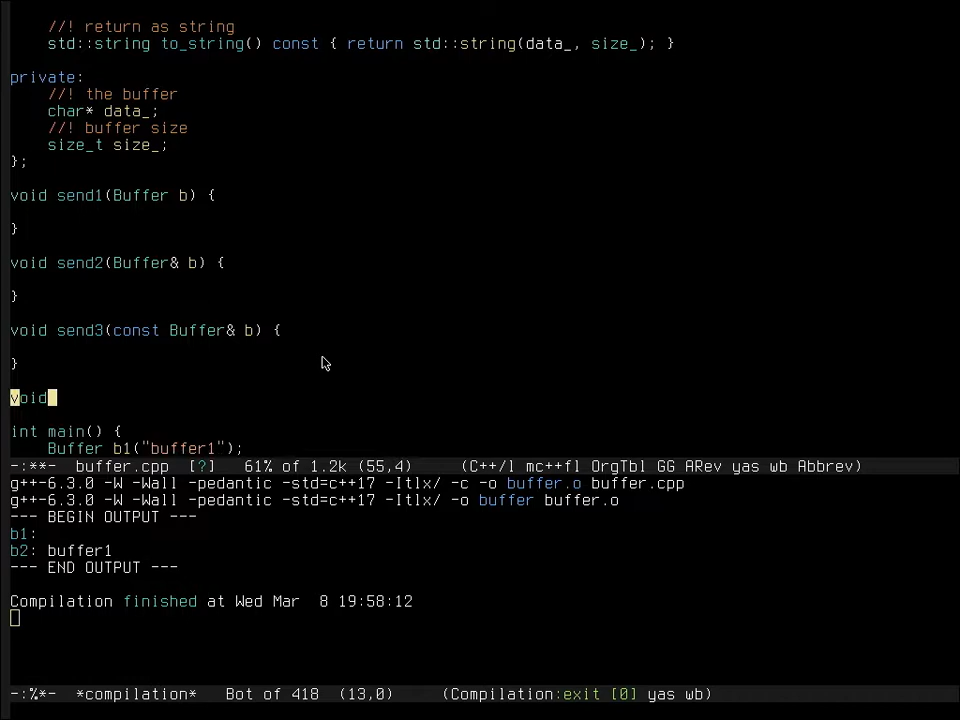 //! return as string
std::string to_string() const { return std::string(data_, size_); }
private:
//! the buffer
char* data_;
//! buffer size
size_t size_;
};
void send1(Buffer b) {
}
void send2(Buffer& b) {
}
void send3(const Buffer& b) {
}
void
int main() {
Buffer b1("buffer1");
-:**-  buffer.cpp  [?]   61% of 1.2k (55,4)     (C++/l mc++fl OrgTbl GG ARev yas wb Abbrev)
g++-6.3.0 -W -Wall -pedantic -std=c++17 -Itlx/ -c -o buffer.o buffer.cpp
g++-6.3.0 -W -Wall -pedantic -std=c++17 -Itlx/ -o buffer buffer.o
--- BEGIN OUTPUT ---
b1:
b2: buffer1
--- END OUTPUT ---
Compilation finished at Wed Mar  8 19:58:12
-:%*-  *compilation*   Bot of 418  (13,0)     (Compilation:exit [0] yas wb)